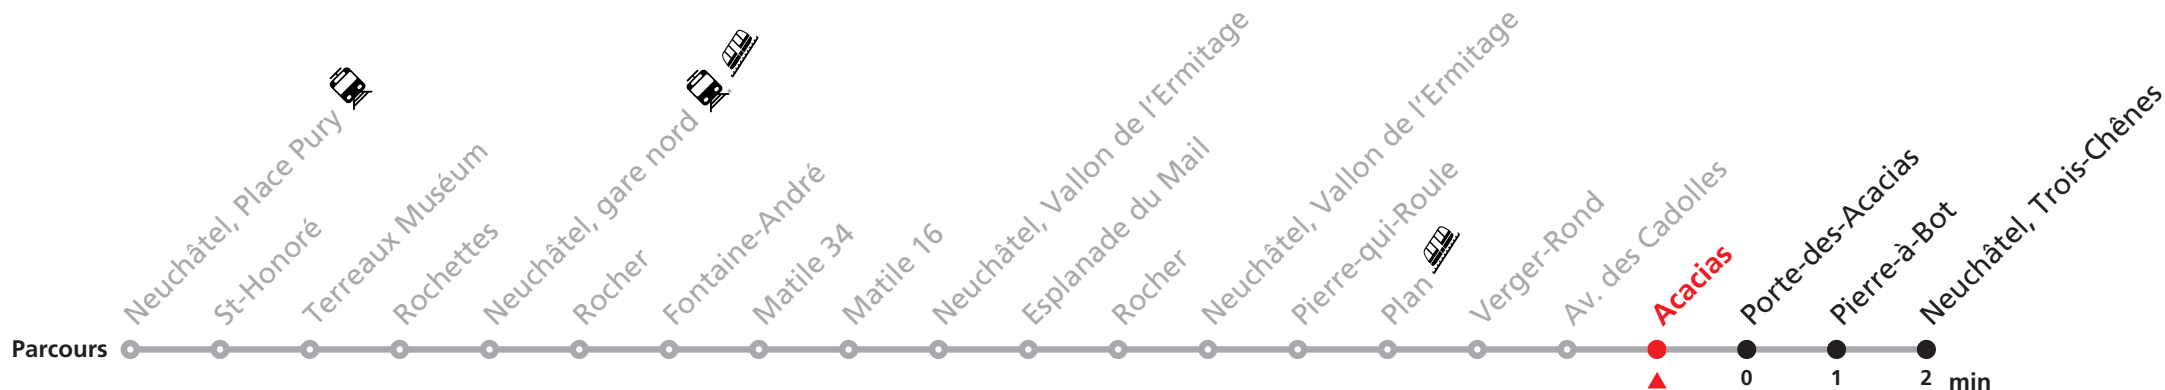 Neuchâtel, Place Pury
St-Honoré
Terreaux Muséum
Rochettes
Neuchâtel, gare nord
Rocher
Fontaine-André
Matile 34
Matile 16
Neuchâtel, Vallon de l'Ermitage
Esplanade du Mail
Rocher
Neuchâtel, Vallon de l'Ermitage
Pierre-qui-Roule
Plan
Verger-Rond
Av. des Cadolles
Acacias
Porte-des-Acacias
Pierre-à-Bot
Neuchâtel, Trois-Chênes
Parcours
0 1 2 min